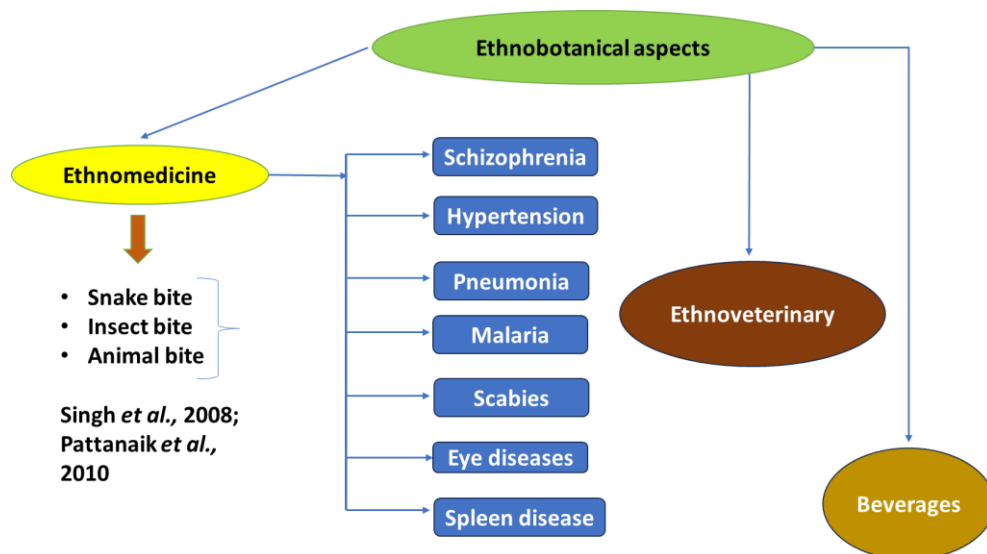 Ethnobotanical aspects
Ethnomedicine
• Snake bite
• Insect bite
• Animal bite
Singh et al., 2008;
Pattanaik et al.,
2010
Schizophrenia
Hypertension
Pneumonia
Malaria
Scabies
Eye diseases
Spleen disease
Ethnoveterinary
Beverages